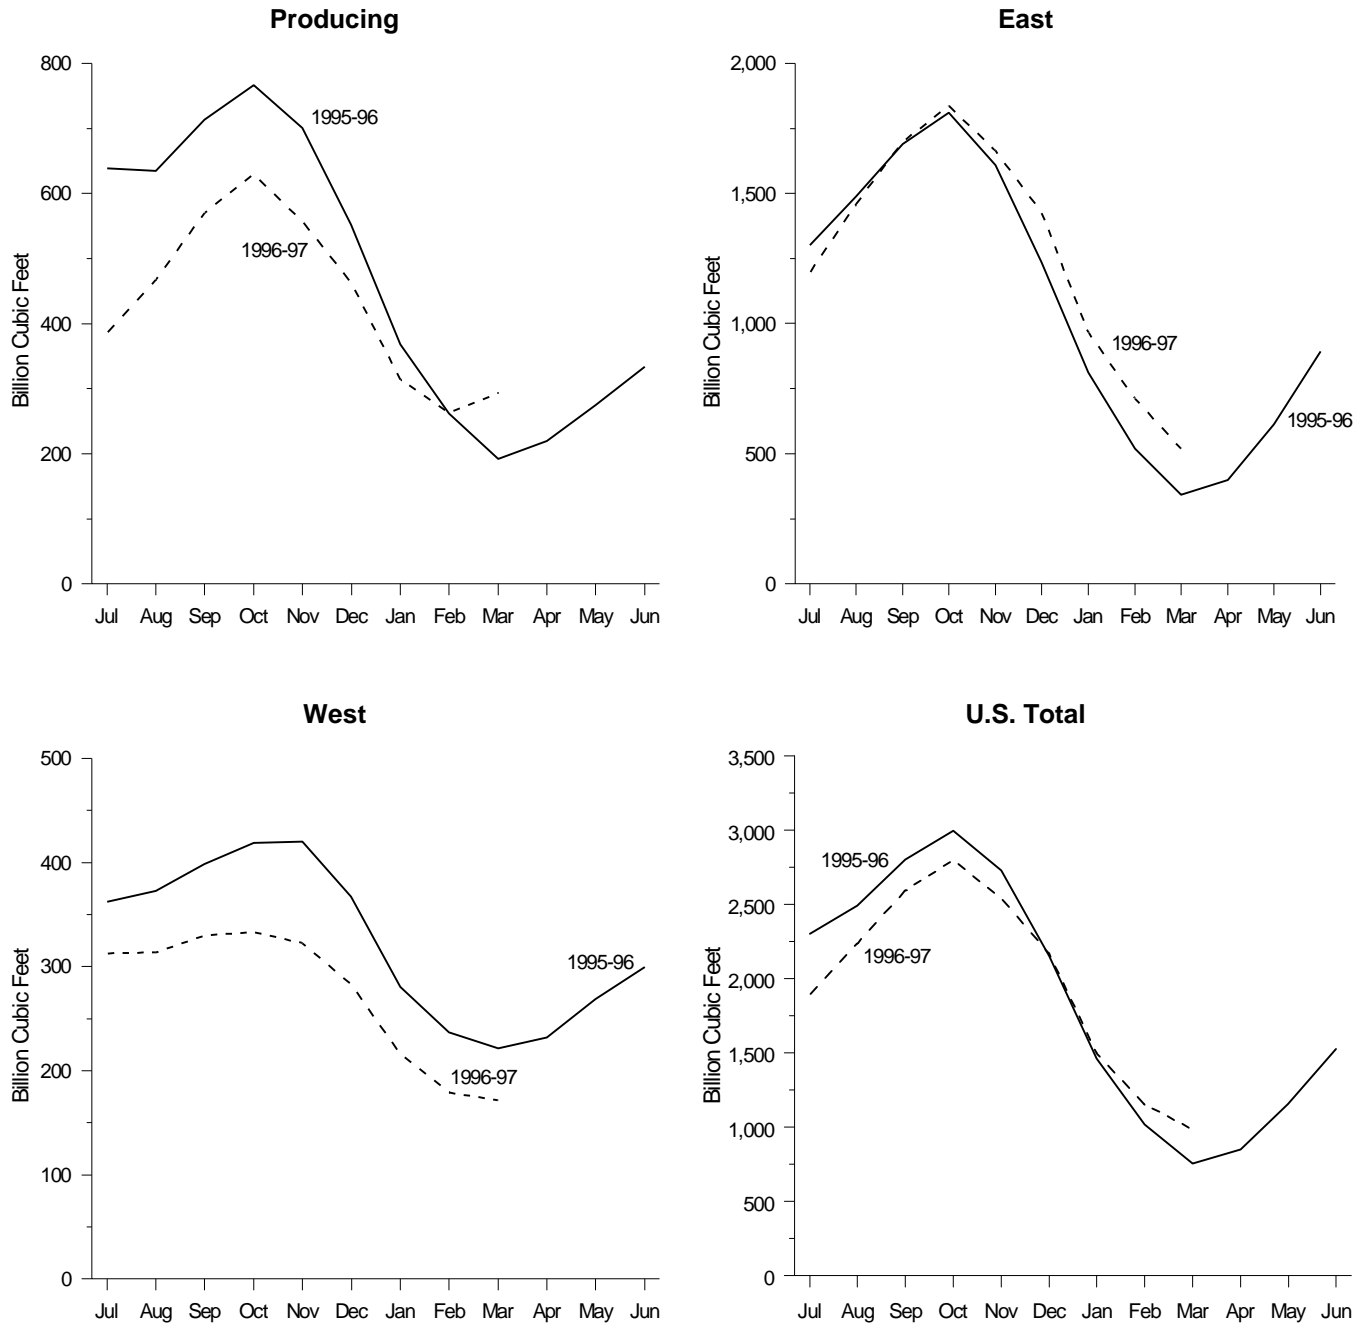 Producing
800
600
400
200
0
Billion Cubic Feet
1995-96
1996-97
Jul Aug Sep Oct Nov Dec Jan Feb Mar Apr May Jun
East
2,000
1,500
1,000
500
0
Billion Cubic Feet
1996-97
1995-96
Jul Aug Sep Oct Nov Dec Jan Feb Mar Apr May Jun
West
500
400
300
200
100
0
Billion Cubic Feet
1995-96
1996-97
Jul Aug Sep Oct Nov Dec Jan Feb Mar Apr May Jun
U.S. Total
3,500
3,000
2,500
2,000
1,500
1,000
500
0
Billion Cubic Feet
1995-96
1996-97
Jul Aug Sep Oct Nov Dec Jan Feb Mar Apr May Jun